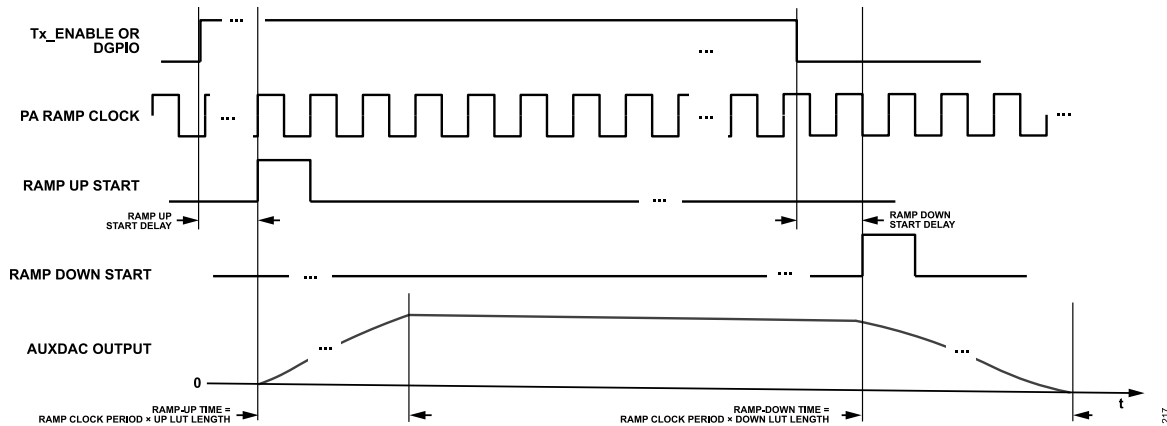 Tx_ENABLE OR
DGPIO
...
...
PA RAMP CLOCK
...
...
...
RAMP UP START
...
RAMP UP
START DELAY
RAMP DOWN
START DELAY
RAMP DOWN START
...
...
AUXDAC OUTPUT
...
...
0
t
RAMP-UP TIME =
RAMP CLOCK PERIOD × UP LUT LENGTH
RAMP-DOWN TIME =
RAMP CLOCK PERIOD × DOWN LUT LENGTH
217